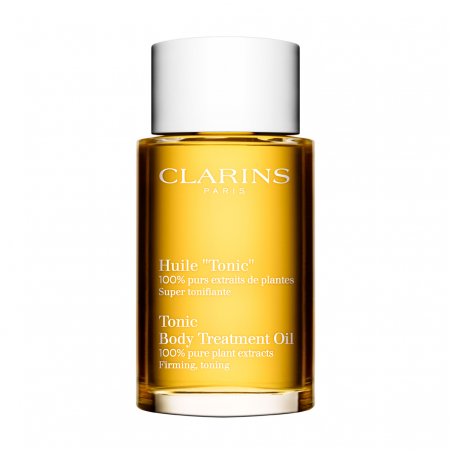 CLARINS
PARIS
Huile "Tonic"
100% purs extraits de plantes
Super tonifiante
Tonic
Body Treatment Oil
100% pure plant extracts
Firming, toning